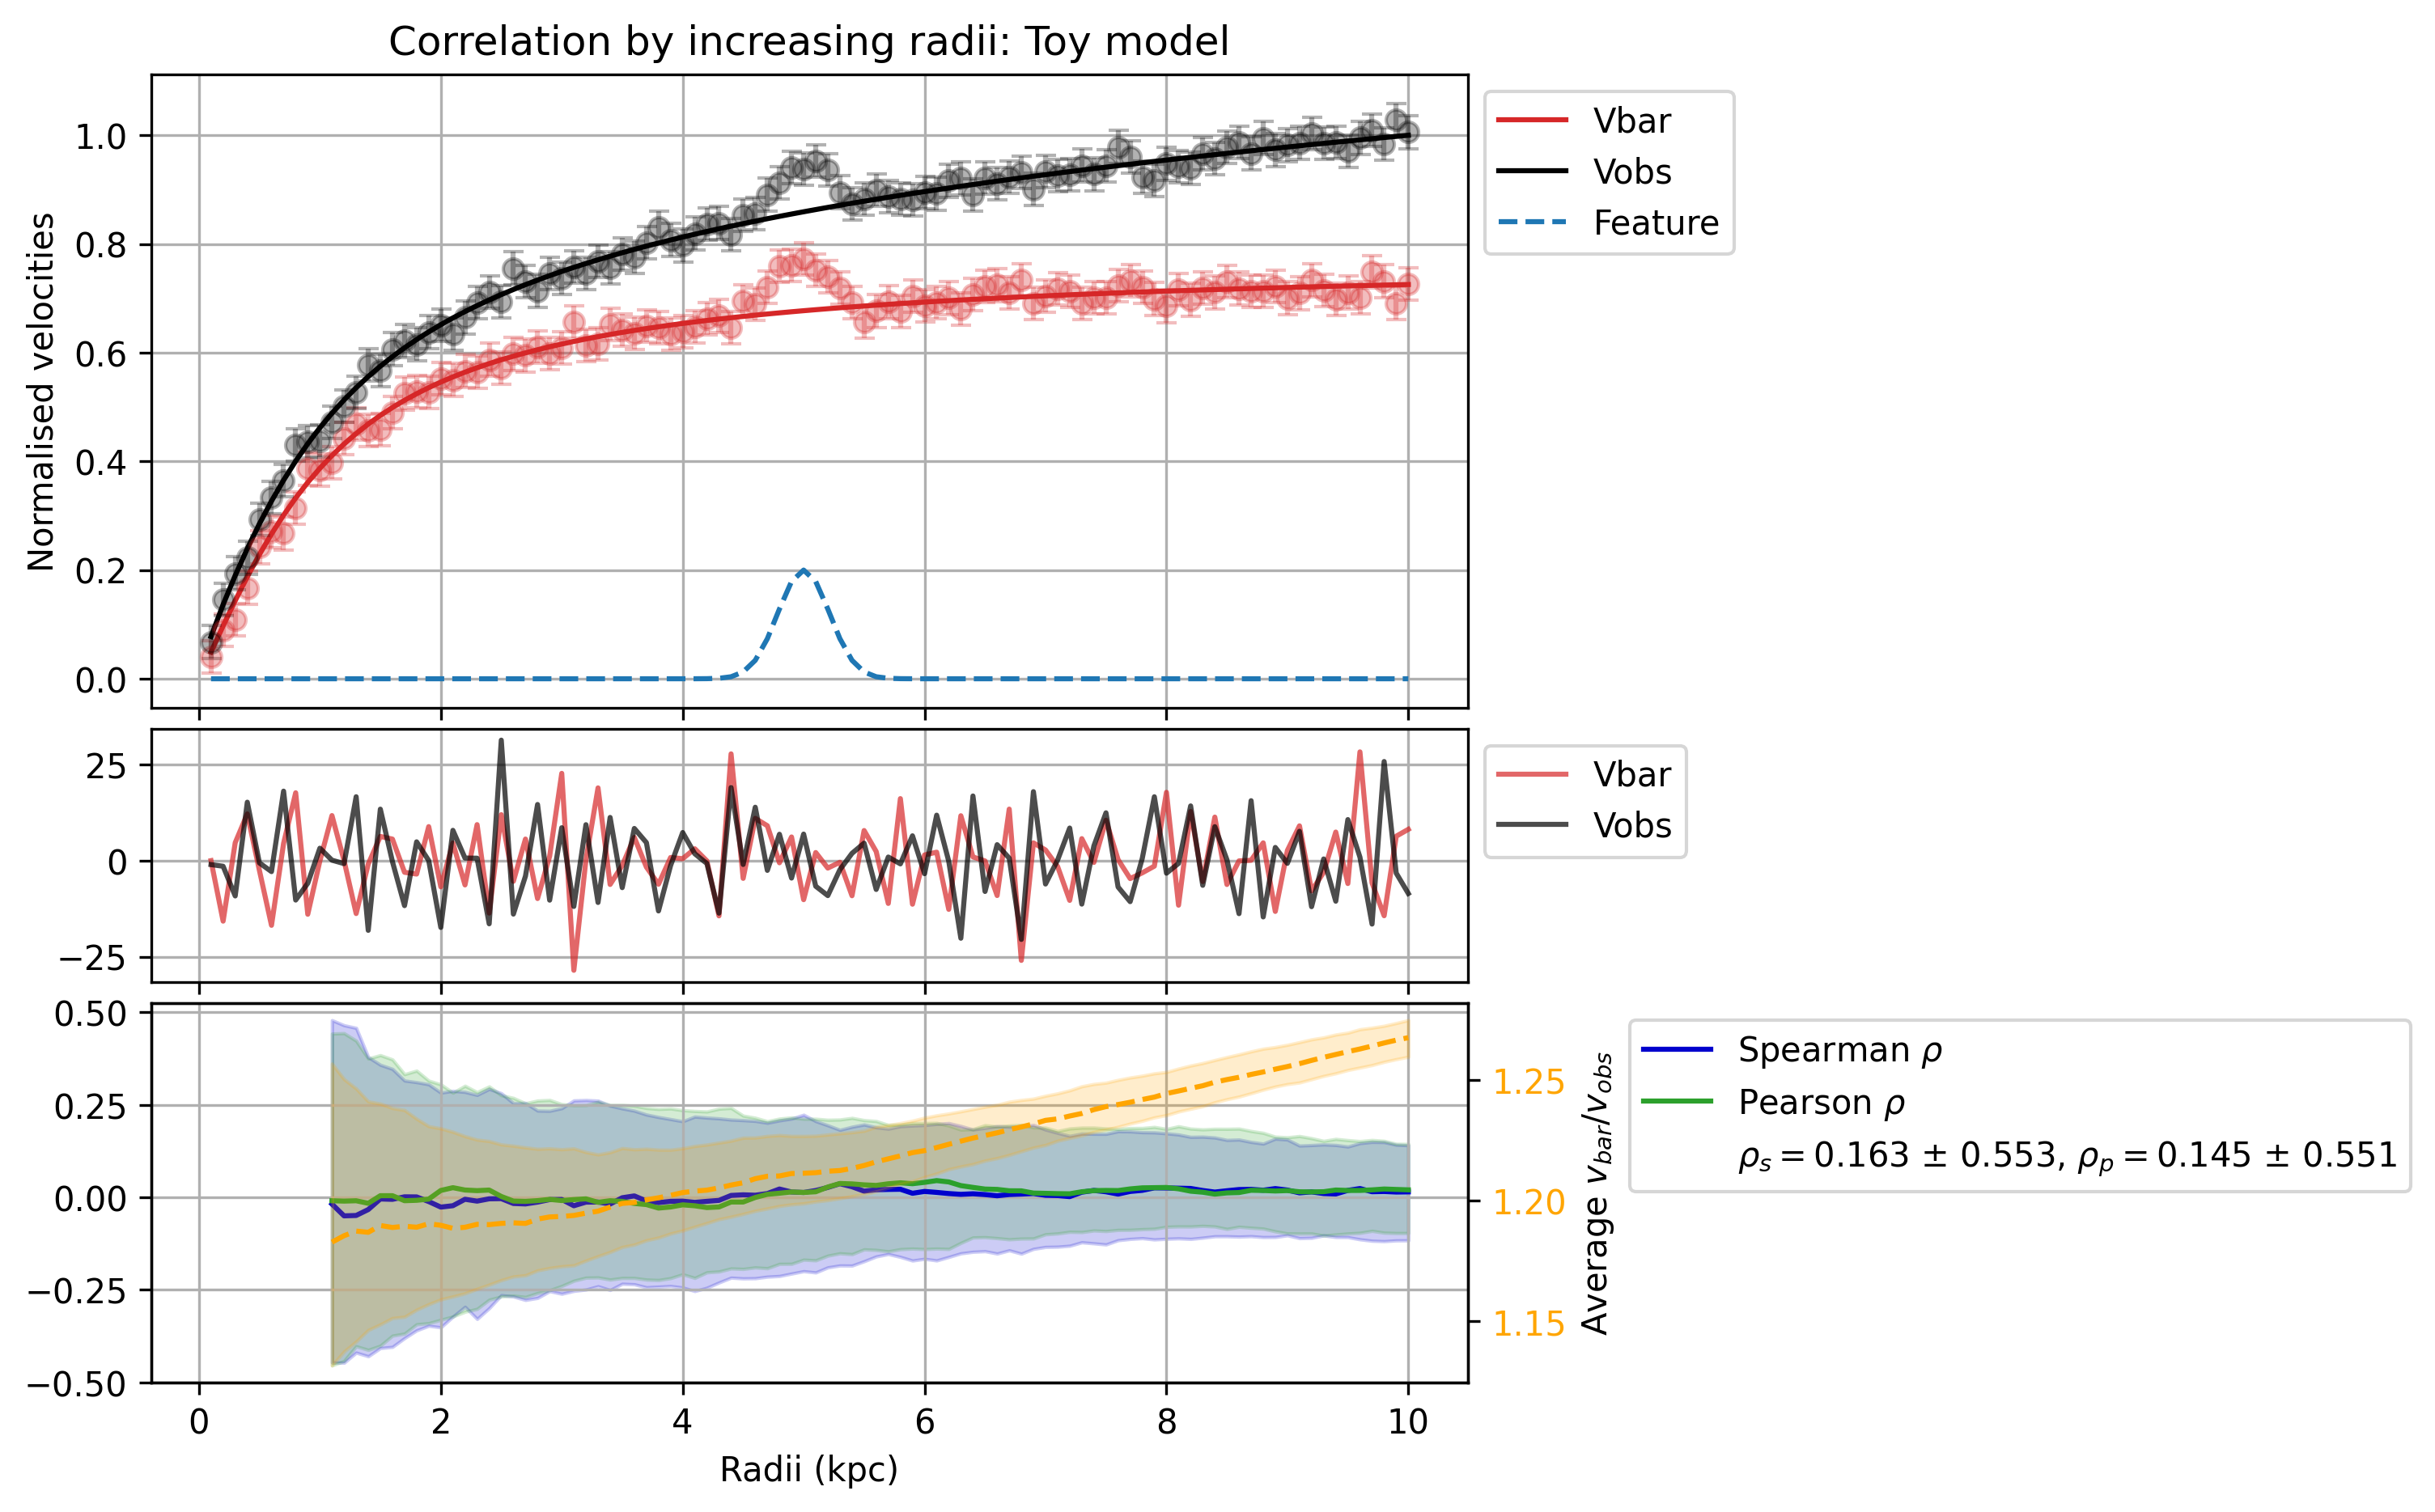 Correlation by increasing radii: Toy model
Normalised velocities
1.0
0.8
0.6
0.4
0.2
0.0
Vbar
Vobs
Feature
25
0
−25
Vbar
Vobs
0.50
0.25
0.00
−0.25
−0.50
1.25
1.20
1.15
Average v_bar/v_obs
Spearman ρ
Pearson ρ
ρ_s = 0.163 ± 0.553, ρ_p = 0.145 ± 0.551
0 2 4 6 8 10
Radii (kpc)